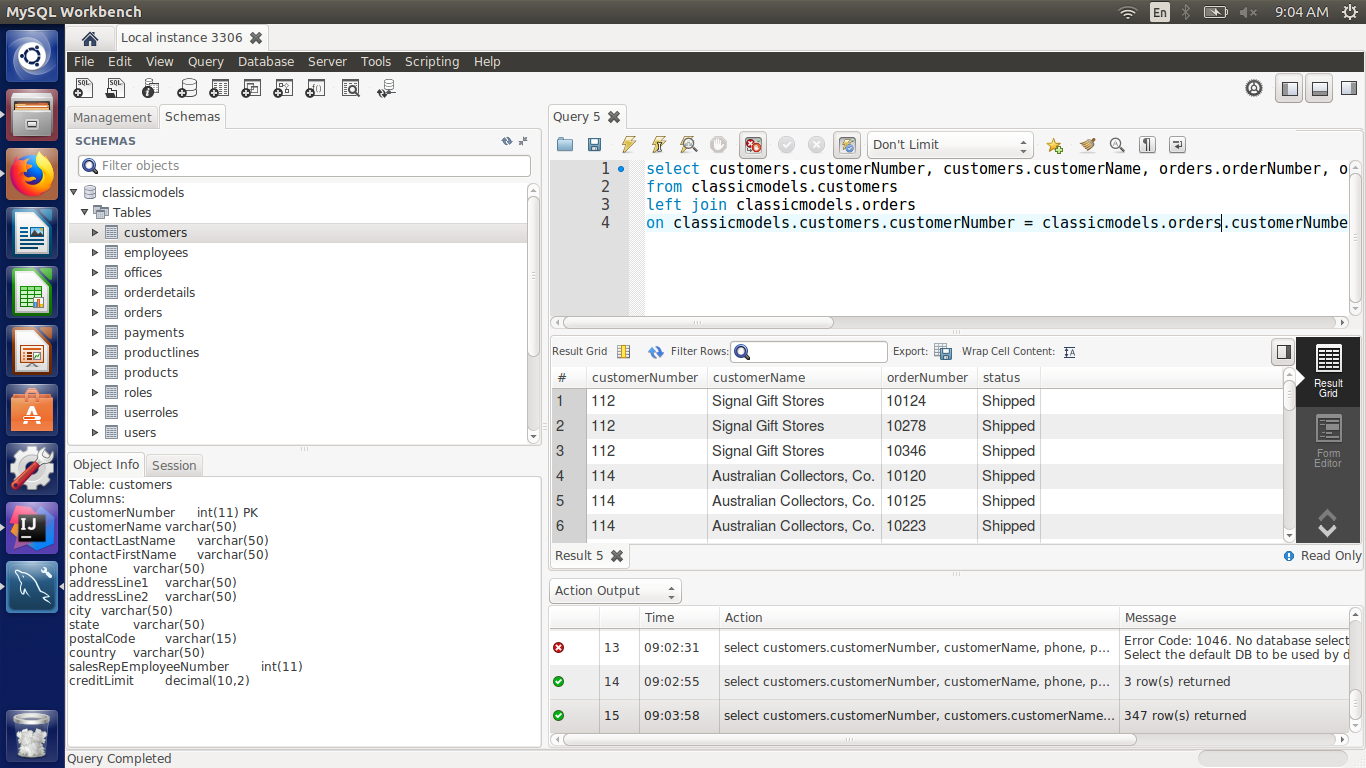 MySQL Workbench
En
9:04 AM
Local instance 3306
File Edit View Query Database Server Tools Scripting Help
Management Schemas
SCHEMAS
Filter objects
classicmodels
Tables
customers
employees
offices
orderdetails
orders
payments
productlines
products
roles
userroles
users
Object Info Session
Table: customers
Columns:
customerNumber int(11) PK
customerName varchar(50)
contactLastName varchar(50)
contactFirstName varchar(50)
phone varchar(50)
addressLine1 varchar(50)
addressLine2 varchar(50)
city varchar(50)
state varchar(50)
postalCode varchar(15)
country varchar(50)
salesRepEmployeeNumber int(11)
creditLimit decimal(10,2)
Query 5
Don't Limit
1 select customers.customerNumber, customers.customerName, orders.orderNumber, o
2 from classicmodels.customers
3 left join classicmodels.orders
4 on classicmodels.customers.customerNumber = classicmodels.orders.customerNumbe
Result Grid Filter Rows: Export: Wrap Cell Content:
# customerNumber customerName orderNumber status
1 112 Signal Gift Stores 10124 Shipped
2 112 Signal Gift Stores 10278 Shipped
3 112 Signal Gift Stores 10346 Shipped
4 114 Australian Collectors, Co. 10120 Shipped
5 114 Australian Collectors, Co. 10125 Shipped
6 114 Australian Collectors, Co. 10223 Shipped
Result
Grid
Form
Editor
Result 5
Read Only
Action Output
Time Action Message
13 09:02:31 select customers.customerNumber, customerName, phone, p... Error Code: 1046. No database select
Select the default DB to be used by d
14 09:02:55 select customers.customerNumber, customerName, phone, p... 3 row(s) returned
15 09:03:58 select customers.customerNumber, customers.customerName... 347 row(s) returned
Query Completed